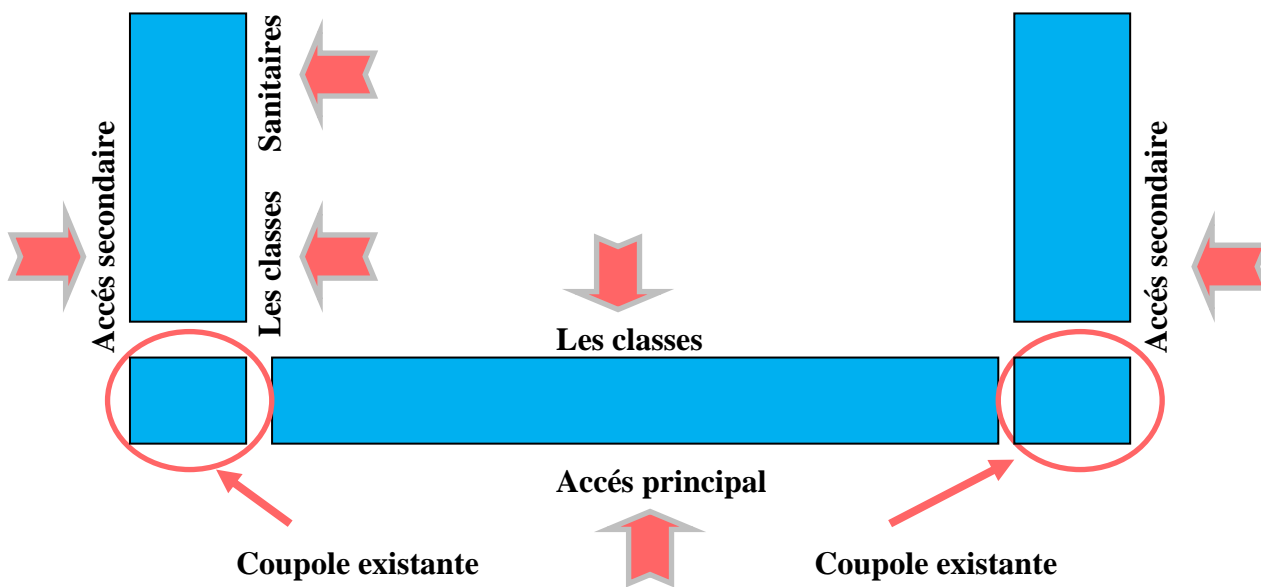 Sanitaires
Accés secondaire
Les classes
Les classes
Accés secondaire
Accés principal
Coupole existante
Coupole existante